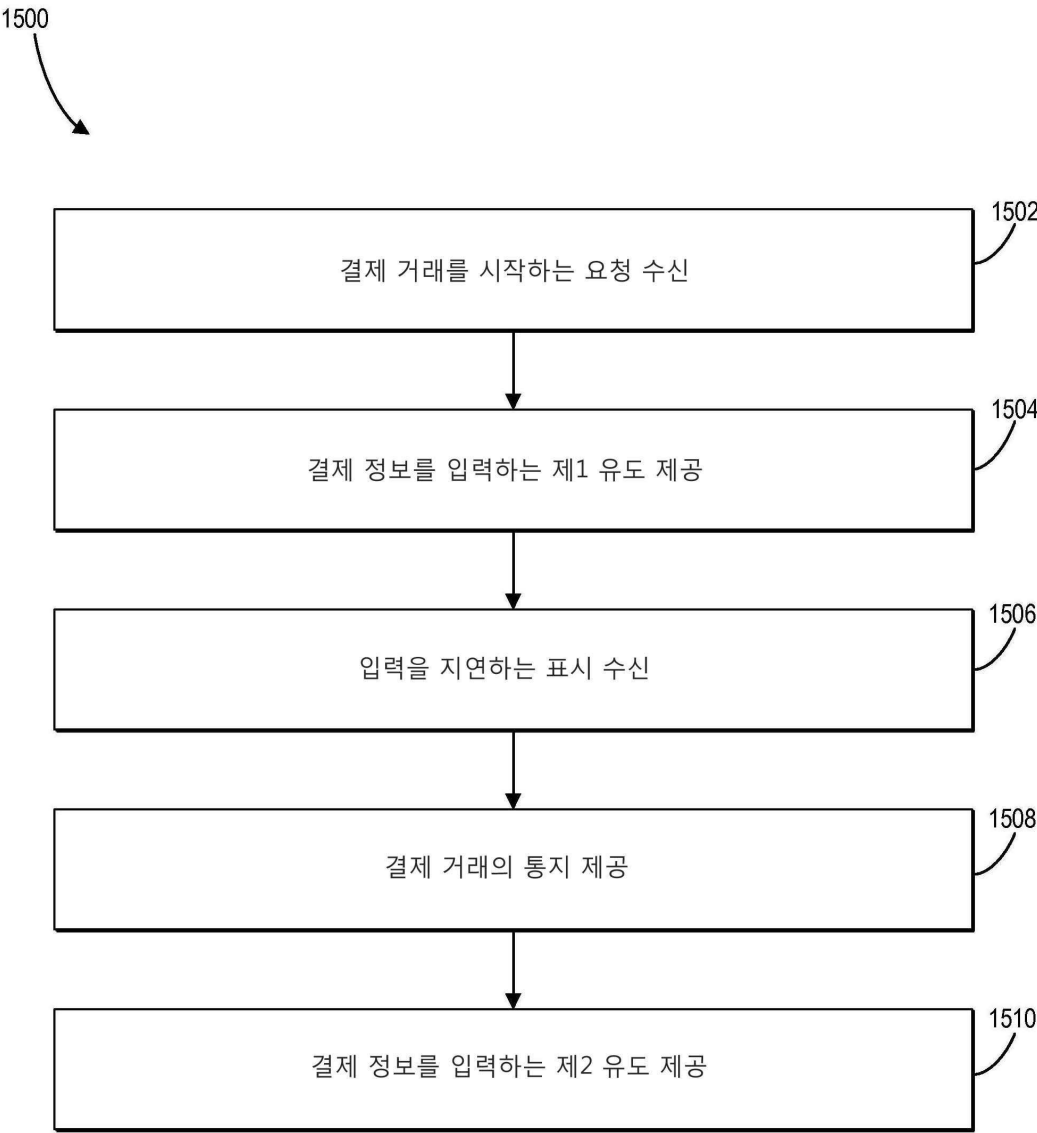 1500
1502
결제 거래를 시작하는 요청 수신
1504
결제 정보를 입력하는 제1 유도 제공
1506
입력을 지연하는 표시 수신
1508
결제 거래의 통지 제공
1510
결제 정보를 입력하는 제2 유도 제공